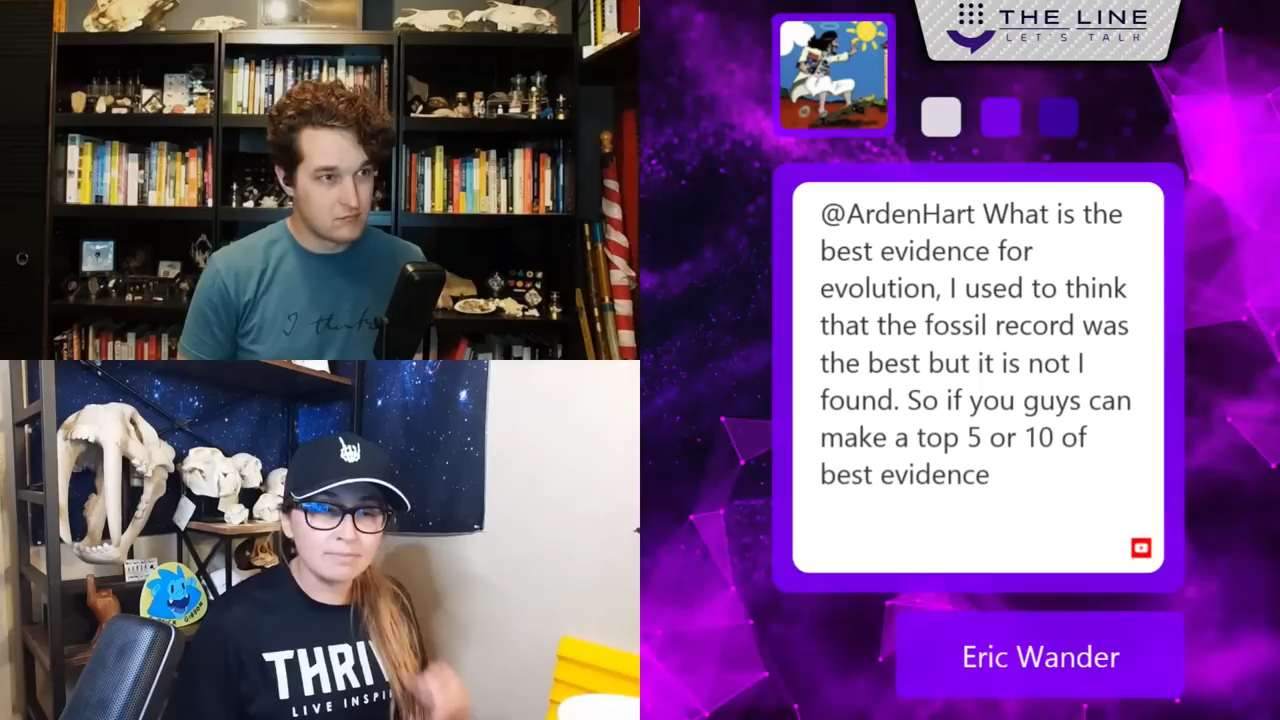 THE LINE
LET'S TALK
@ArdenHart What is the
best evidence for
evolution, I used to think
that the fossil record was
the best but it is not I
found. So if you guys can
make a top 5 or 10 of
best evidence
Eric Wander
I think
THRIV
LIVE INSPI